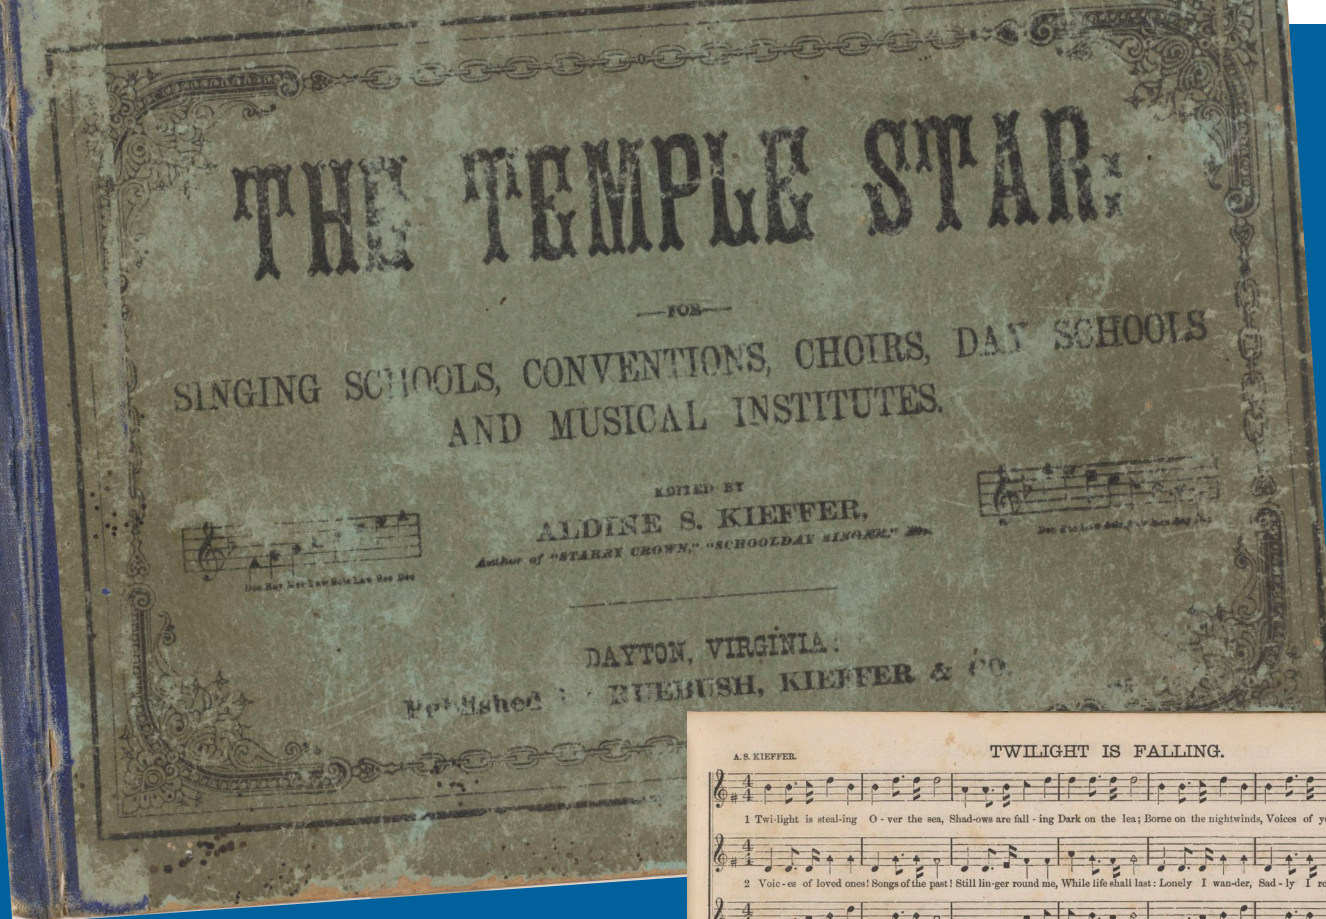 THE TEMPLE STAR:
—FOR—
SINGING SCHOOLS, CONVENTIONS, CHOIRS, DAY SCHOOLS
AND MUSICAL INSTITUTES.
EDITED BY
ALDINE S. KIEFFER,
Author of "STARRY CROWN," "SCHOOLDAY SINGER," Etc.
DAYTON, VIRGINIA:
Published RUEBUSH, KIEFFER & CO.
A. S. KIEFFER.
TWILIGHT IS FALLING.
1 Twi-light is steal-ing O - ver the sea, Shad-ows are fall - ing Dark on the lea; Borne on the nightwinds, Voices of
2 Voic-es of loved ones! Songs of the past! Still lin-ger round me, While life shall last: Lonely I wan-der, Sad - ly I